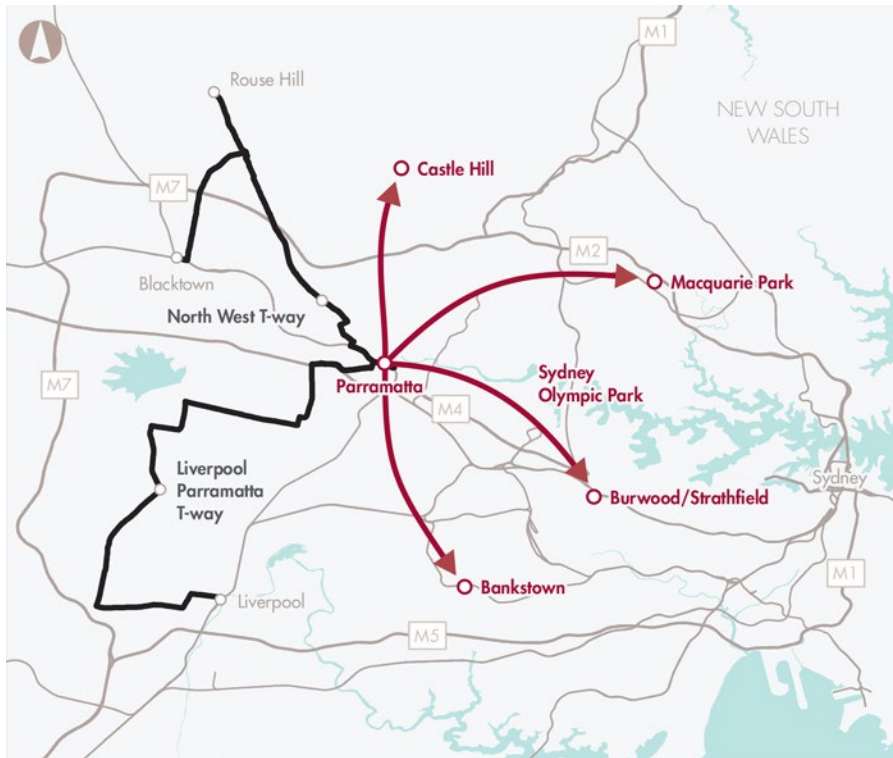 M1
Rouse Hill
NEW SOUTH
WALES
Castle Hill
M7
M2
Blacktown
Macquarie Park
North West T-way
Sydney
Olympic Park
Parramatta
M7
M4
Liverpool
Parramatta
T-way
Sydney
Burwood/Strathfield
Bankstown
Liverpool
M1
M5